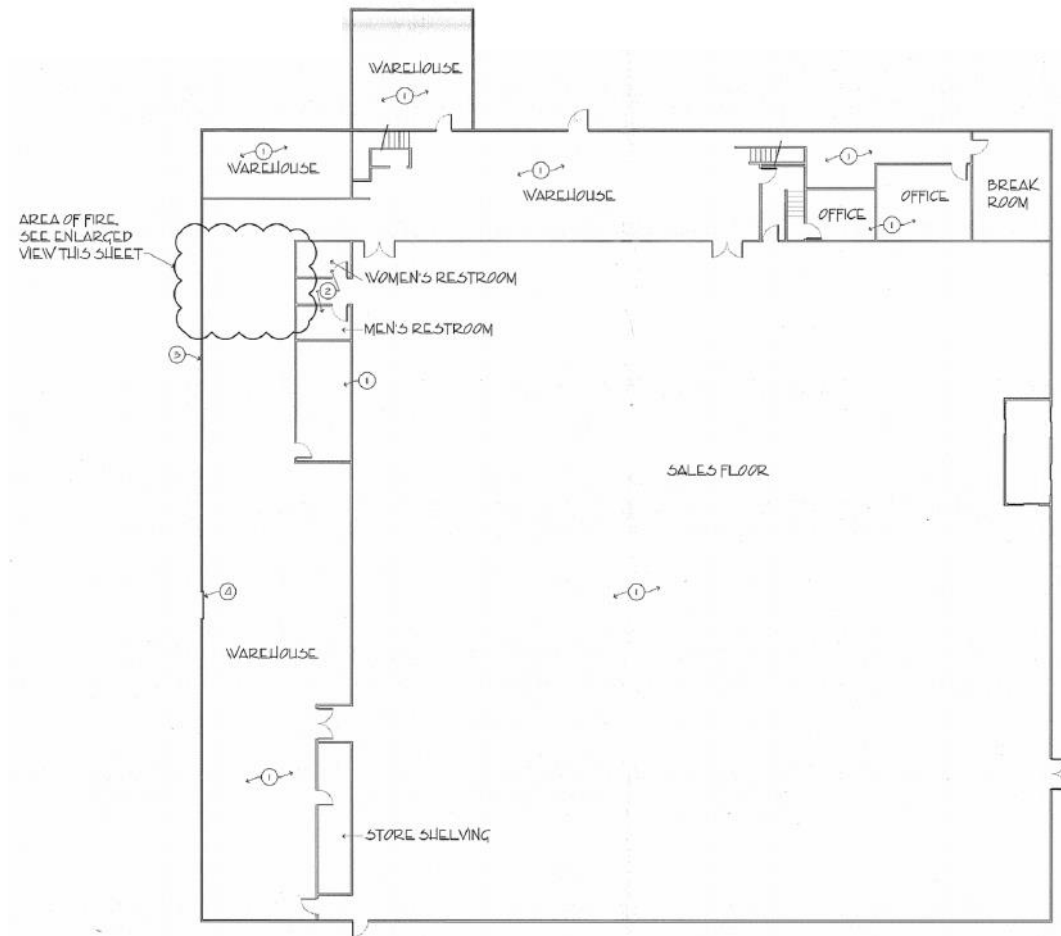 WAREHOUSE
1
1
WAREHOUSE
1
WAREHOUSE
1
OFFICE
OFFICE
1
BREAK
ROOM
AREA OF FIRE,
SEE ENLARGED
VIEW THIS SHEET
WOMEN'S RESTROOM
2
MEN'S RESTROOM
3
1
SALES FLOOR
4
1
WAREHOUSE
1
STORE SHELVING